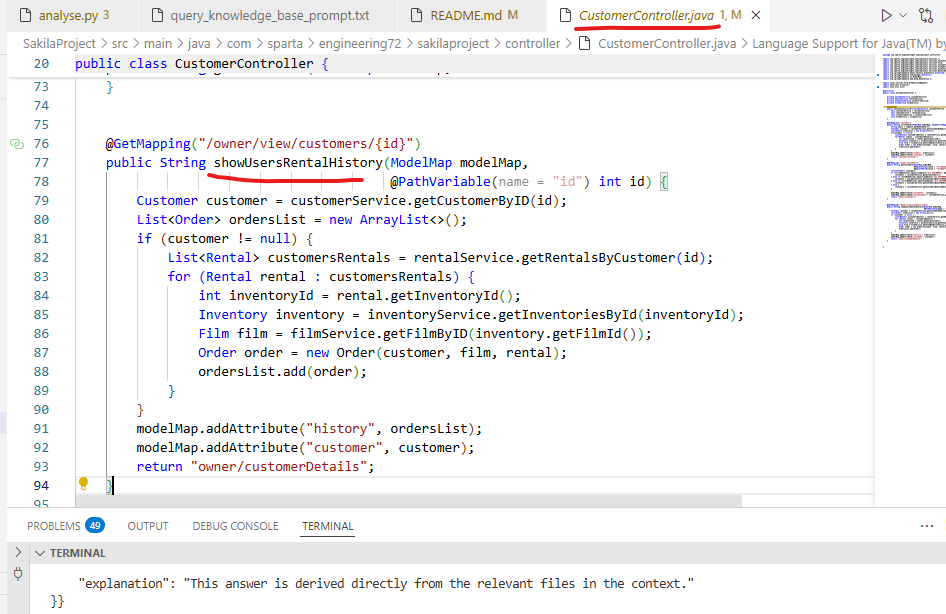 analyse.py 3 query_knowledge_base_prompt.txt README.md M CustomerController.java 1, M
SakilaProject > src > main > java > com > sparta > engineering72 > sakilaproject > controller > CustomerController.java > Language Support for Java(TM) by
20 public class CustomerController {
73 }
74
75
76 @GetMapping("/owner/view/customers/{id}")
77 public String showUsersRentalHistory(ModelMap modelMap,
78 @PathVariable(name = "id") int id) {
79 Customer customer = customerService.getCustomerByID(id);
80 List<Order> ordersList = new ArrayList<>();
81 if (customer != null) {
82 List<Rental> customersRentals = rentalService.getRentalsByCustomer(id);
83 for (Rental rental : customersRentals) {
84 int inventoryId = rental.getInventoryId();
85 Inventory inventory = inventoryService.getInventoriesById(inventoryId);
86 Film film = filmService.getFilmByID(inventory.getFilmId());
87 Order order = new Order(customer, film, rental);
88 ordersList.add(order);
89 }
90 }
91 modelMap.addAttribute("history", ordersList);
92 modelMap.addAttribute("customer", customer);
93 return "owner/customerDetails";
94 }
95
PROBLEMS 49 OUTPUT DEBUG CONSOLE TERMINAL
TERMINAL
"explanation": "This answer is derived directly from the relevant files in the context."
}}